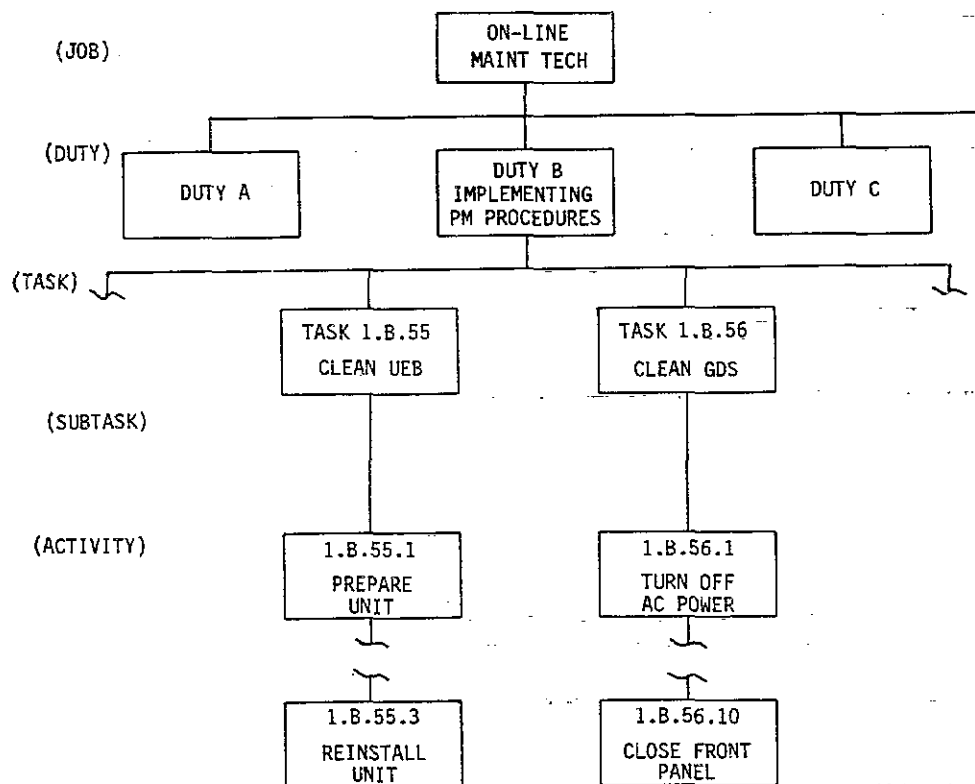 (JOB)
ON-LINE
MAINT TECH
(DUTY)
DUTY A
DUTY B
IMPLEMENTING
PM PROCEDURES
DUTY C
(TASK)
TASK 1.B.55
CLEAN UEB
TASK 1.B.56
CLEAN GDS
(SUBTASK)
(ACTIVITY)
1.B.55.1
PREPARE
UNIT
1.B.56.1
TURN OFF
AC POWER
1.B.55.3
REINSTALL
UNIT
1.B.56.10
CLOSE FRONT
PANEL